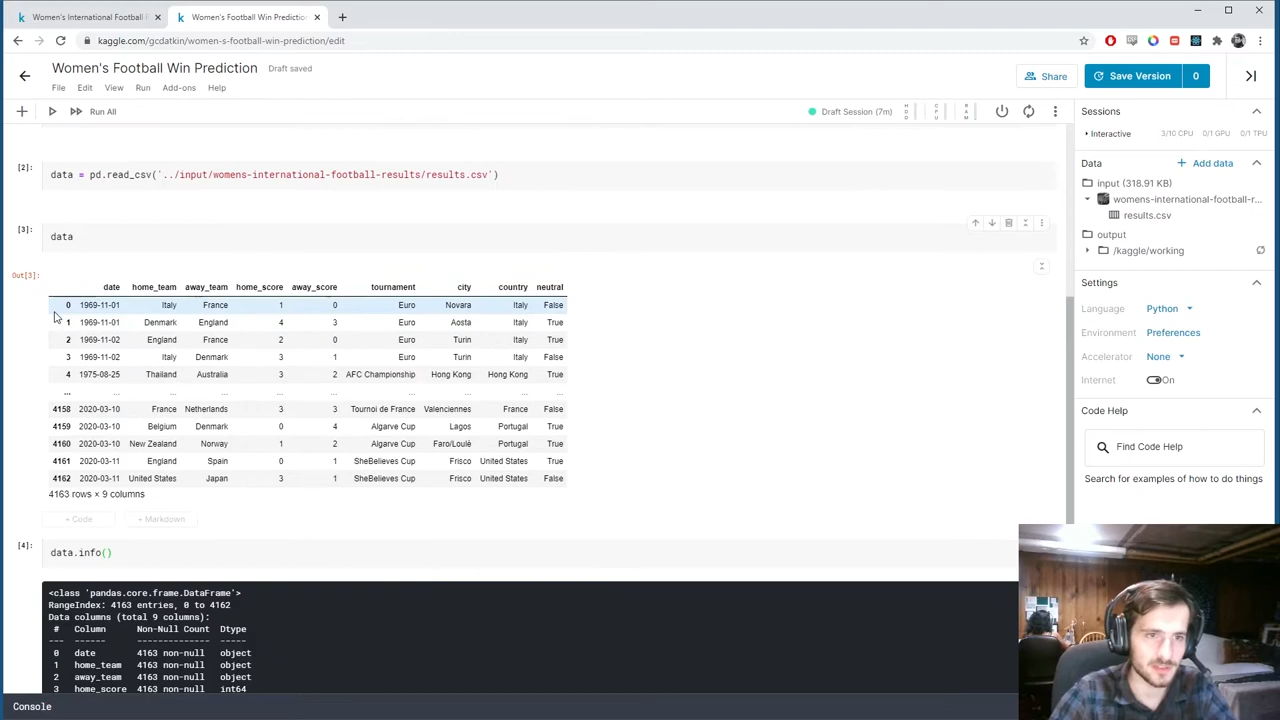 Women's International Football R
Women's Football Win Predictio
kaggle.com/gcdatkin/women-s-football-win-prediction/edit
Women's Football Win Prediction Draft saved
Share
Save Version 0
File Edit View Run Add-ons Help
Run All
Draft Session (7m)
HDD CPU RAM
Sessions
Interactive 3/10 CPU 0/1 GPU 0/1 TPU
Data
Add data
input (318.91 KB)
womens-international-football-r...
results.csv
output
/kaggle/working
Settings
Language Python
Environment Preferences
Accelerator None
Internet On
Code Help
Find Code Help
Search for examples of how to do things
[2]: data = pd.read_csv('../input/womens-international-football-results/results.csv')
[3]: data
Out[3]:
date home_team away_team home_score away_score tournament city country neutral
0 1969-11-01 Italy France 1 0 Euro Novara Italy False
1 1969-11-01 Denmark England 4 3 Euro Aosta Italy True
2 1969-11-02 England France 2 0 Euro Turin Italy True
3 1969-11-02 Italy Denmark 3 1 Euro Turin Italy False
4 1975-08-25 Thailand Australia 3 2 AFC Championship Hong Kong Hong Kong True
... ... ... ... ... ... ... ... ... ...
4158 2020-03-10 France Netherlands 3 3 Tournoi de France Valenciennes France False
4159 2020-03-10 Belgium Denmark 0 4 Algarve Cup Lagos Portugal True
4160 2020-03-10 New Zealand Norway 1 2 Algarve Cup Faro/Loulé Portugal True
4161 2020-03-11 England Spain 0 1 SheBelieves Cup Frisco United States True
4162 2020-03-11 United States Japan 3 1 SheBelieves Cup Frisco United States False
4163 rows × 9 columns
+ Code + Markdown
[4]: data.info()
<class 'pandas.core.frame.DataFrame'>
RangeIndex: 4163 entries, 0 to 4162
Data columns (total 9 columns):
# Column Non-Null Count Dtype
--- ------ -------------- -----
0 date 4163 non-null object
1 home_team 4163 non-null object
2 away_team 4163 non-null object
3 home_score 4163 non-null int64
Console